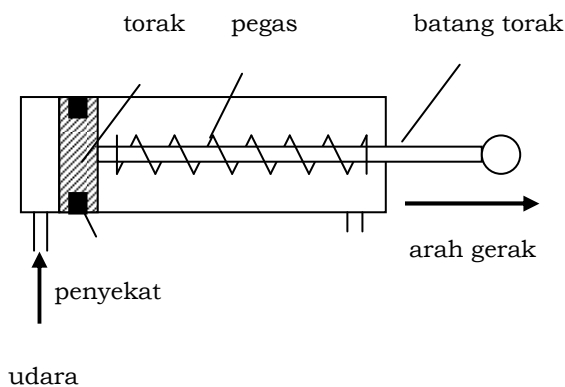 torak pegas batang torak
arah gerak
penyekat
udara